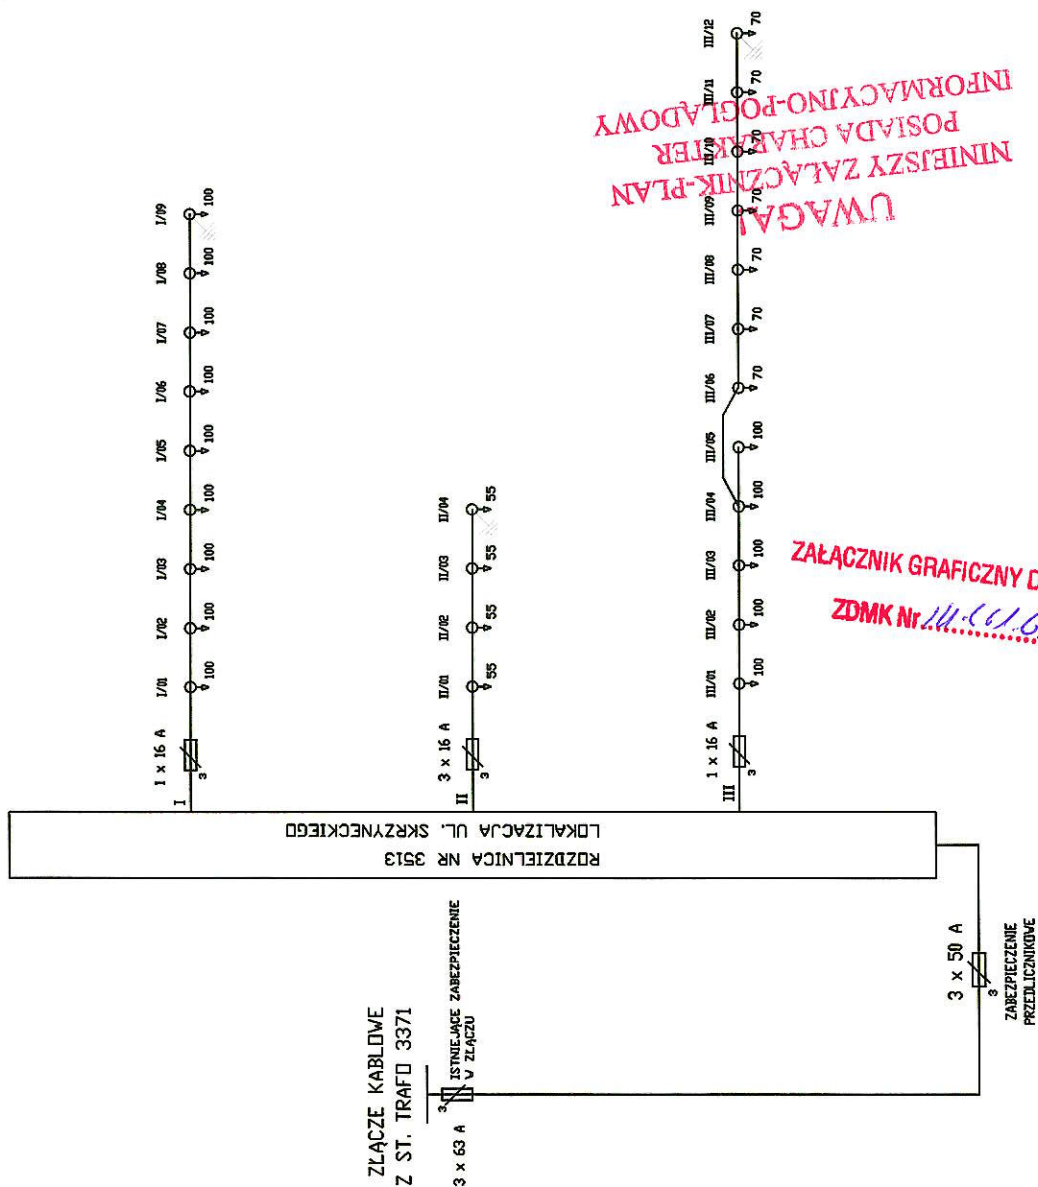 I/01
I/02
I/03
I/04
I/05
I/06
I/07
I/08
I/09
100
100
100
100
100
100
100
100
100
1 x 16 A
3
I
II/01
II/02
II/03
II/04
55
55
55
55
3 x 16 A
3
II
III/01
III/02
III/03
III/04
III/05
III/06
III/07
III/08
III/09
III/10
III/11
III/12
100
100
100
100
100
70
70
70
70
70
70
70
1 x 16 A
3
III
UWAGA!
NINIEJSZY ZAŁĄCZNIK-PLAN
POSIADA CHARAKTER
INFORMACYJNO-POGLĄDOWY
ZAŁĄCZNIK GRAFICZNY D
ZDMK Nr
ROZDZIELNICA NR 3513
LOKALIZACJA UL. SKRZYNECKIEGO
ZŁĄCZE KABLOWE
Z ST. TRAFO 3371
3
ISTNIEJĄCE ZABEZPIECZENIE
W ZŁĄCZU
3 x 63 A
3 x 50 A
3
ZABEZPIECZENIE
PRZEDLICZNIKOWE